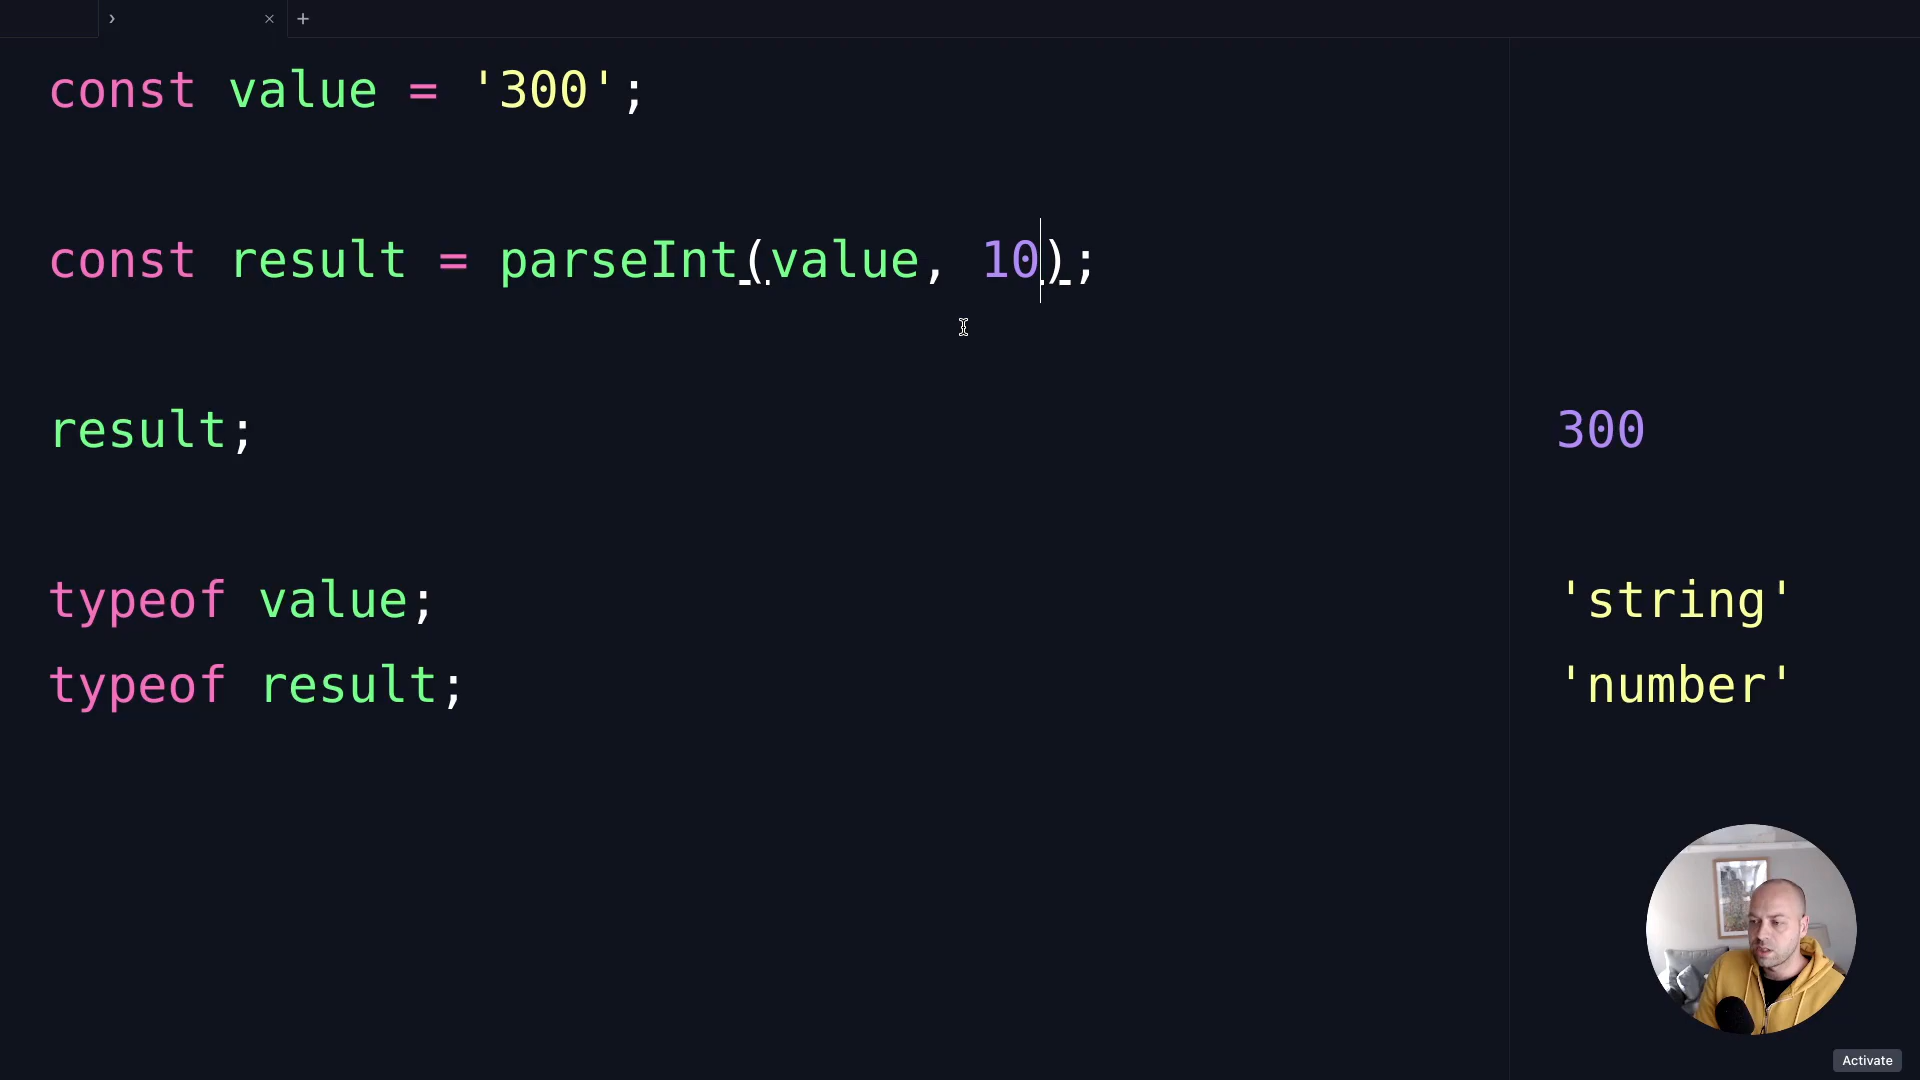 const value = '300';
const result = parseInt(value, 10);
result; 300
typeof value; 'string'
typeof result; 'number'
Activate